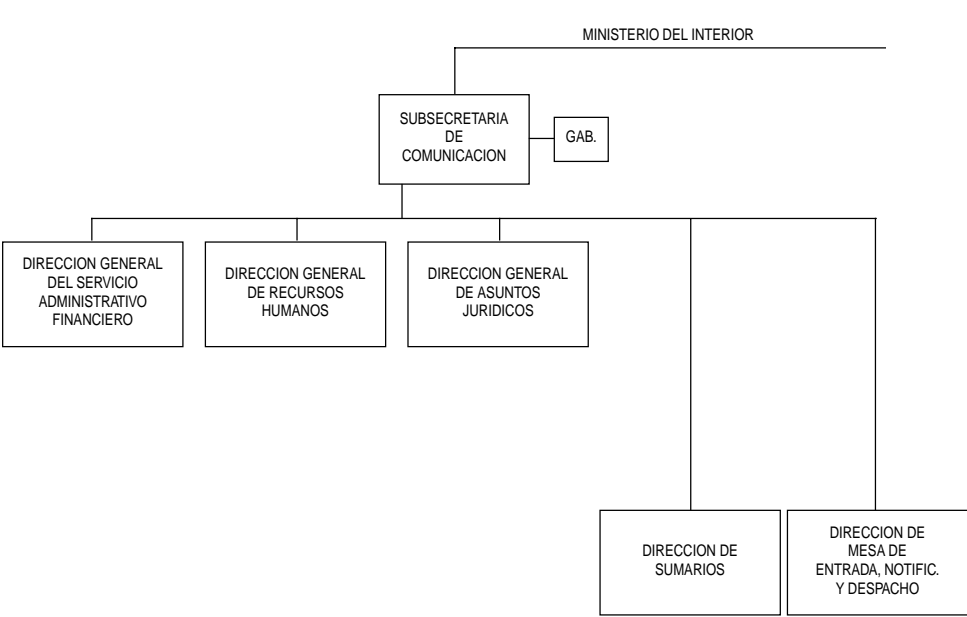 MINISTERIO DEL INTERIOR
SUBSECRETARIA
DE
COMUNICACION
GAB.
DIRECCION GENERAL
DEL SERVICIO
ADMINISTRATIVO
FINANCIERO
DIRECCION GENERAL
DE RECURSOS
HUMANOS
DIRECCION GENERAL
DE ASUNTOS
JURIDICOS
DIRECCION DE
SUMARIOS
DIRECCION DE
MESA DE
ENTRADA, NOTIFIC.
Y DESPACHO